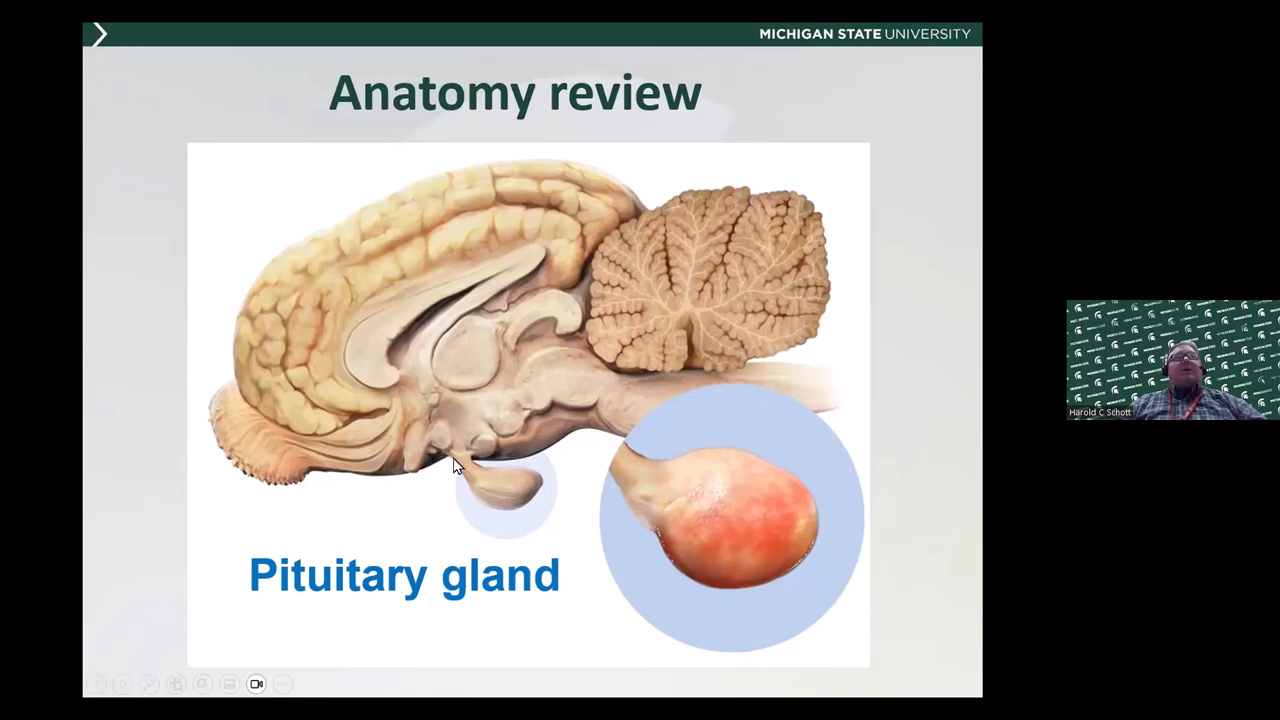 MICHIGAN STATE UNIVERSITY
Anatomy review
Pituitary gland
Harold C Schott